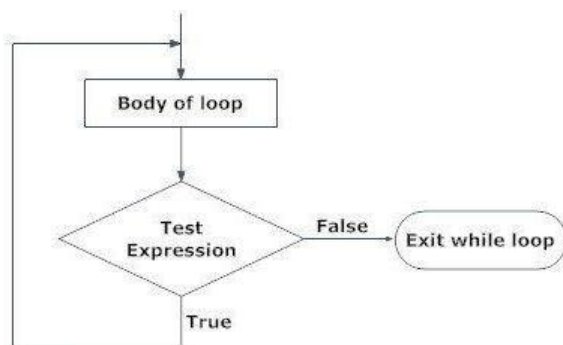 Body of loop
Test
Expression
False
Exit while loop
True